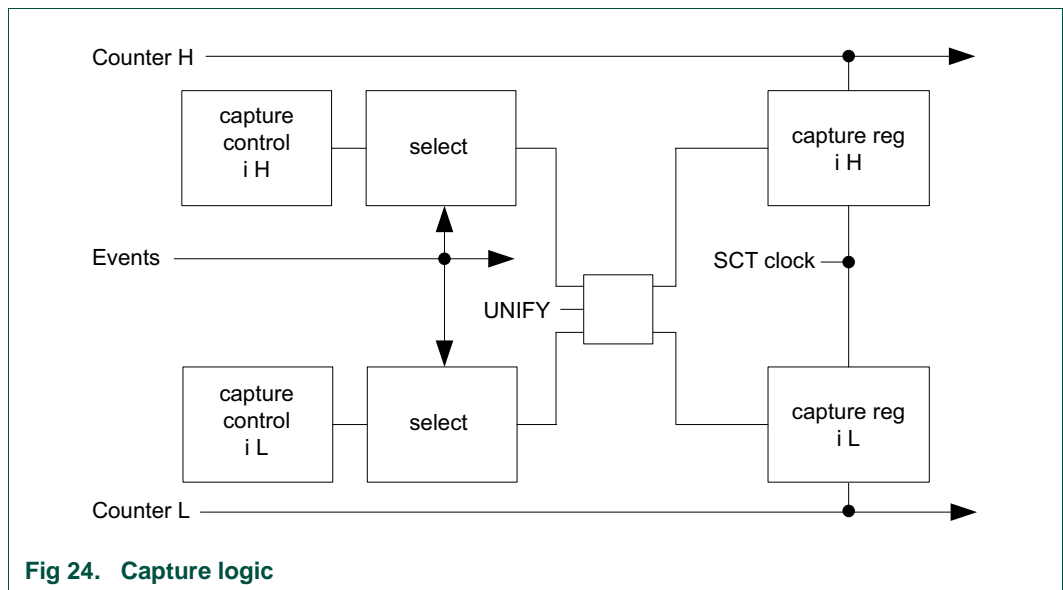 Counter H
capture
control
i H
select
capture reg
i H
Events
SCT clock
UNIFY
capture
control
i L
select
capture reg
i L
Counter L
Fig 24. Capture logic